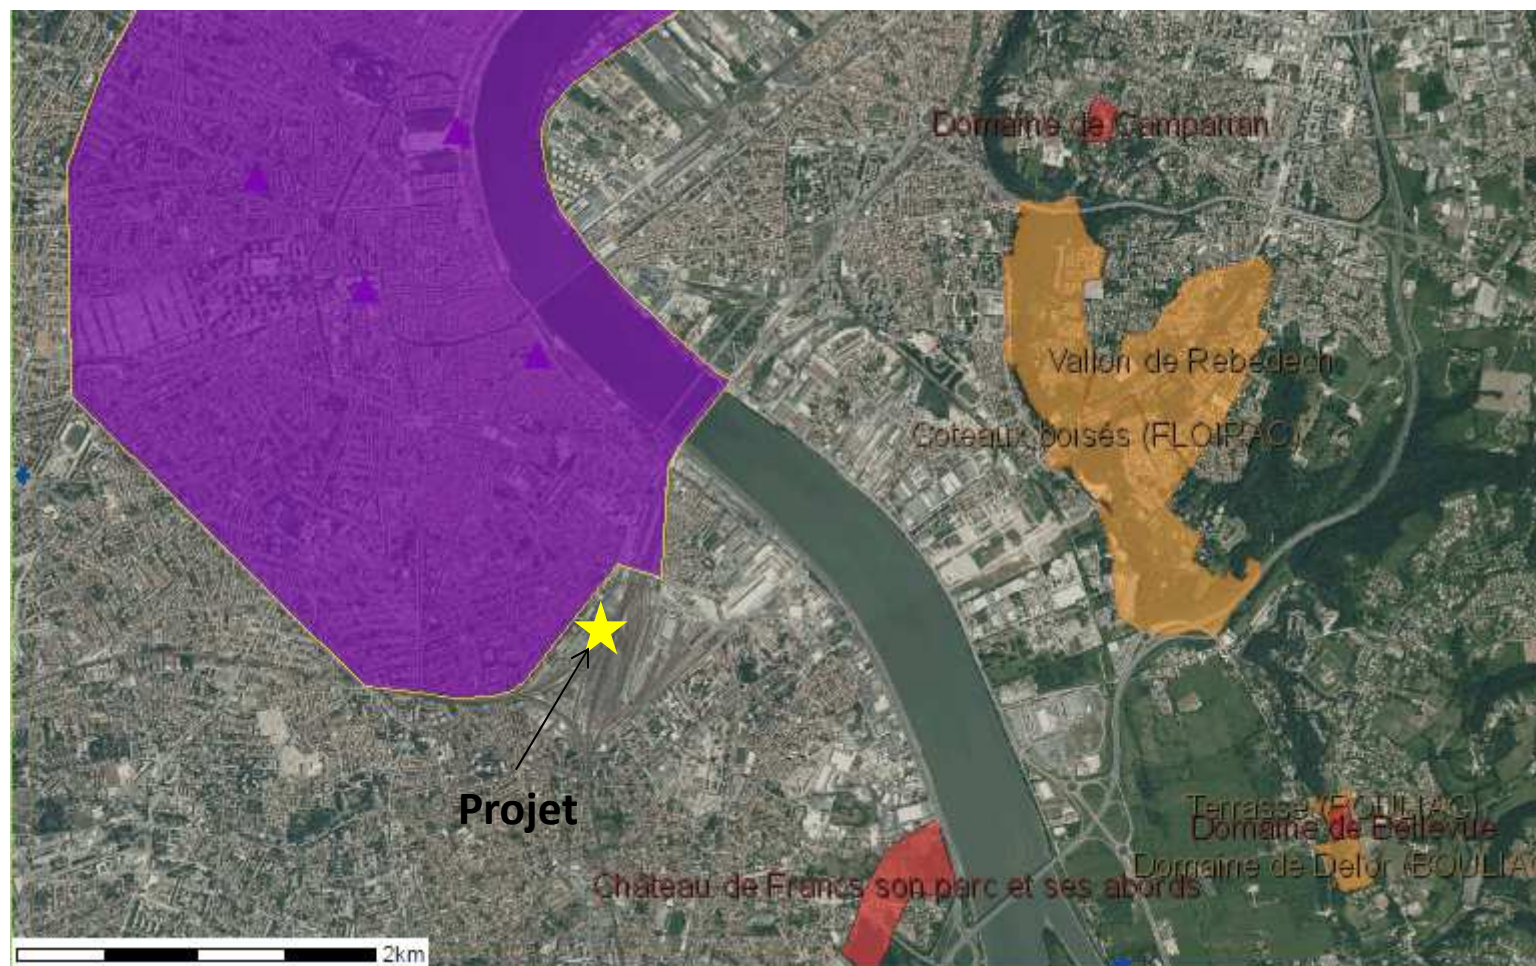 Domaine de Campartan
Vallon de Rebedech
Coteaux boisés (FLOIRAC)
Projet
Terrasse (BOULIAC)
Domaine de Bellevue
Domaine de Delor (BOULIA
Château de Francs son parc et ses abords
2km